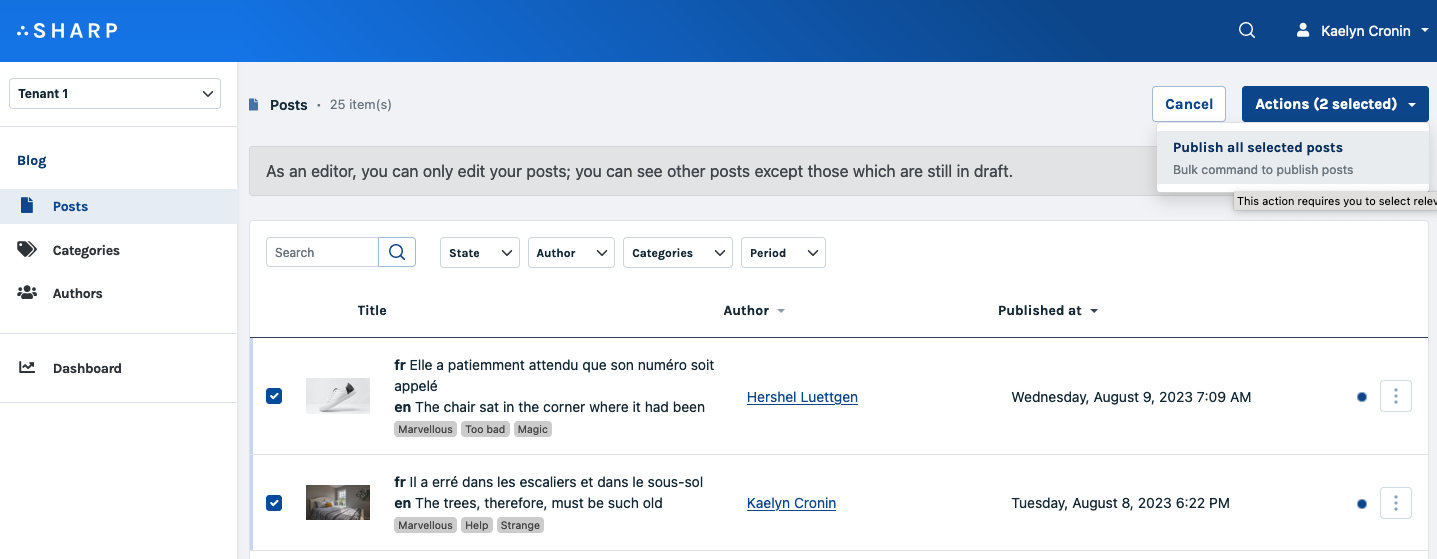 SHARP
Kaelyn Cronin
Tenant 1
Posts • 25 item(s)
Cancel
Actions (2 selected)
Publish all selected posts
Bulk command to publish posts
This action requires you to select
Blog
As an editor, you can only edit your posts; you can see other posts except those which are still in draft.
Posts
Categories
Authors
Dashboard
Search
State
Author
Categories
Period
Title
Author
Published at
fr Elle a patiemment attendu que son numéro soit
appelé
en The chair sat in the corner where it had been
Marvellous Too bad Magic
Hershel Luettgen
Wednesday, August 9, 2023 7:09 AM
fr Il a erré dans les escaliers et dans le sous-sol
en The trees, therefore, must be such old
Marvellous Help Strange
Kaelyn Cronin
Tuesday, August 8, 2023 6:22 PM